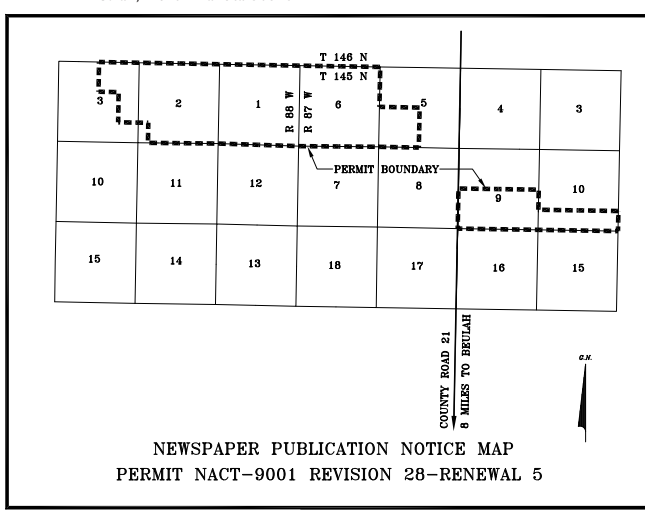 T 146 N
T 145 N
3 2 1 6 5 4 3
R 88 W
R 87 W
PERMIT BOUNDARY
10 11 12 7 8 9 10
15 14 13 18 17 16 15
COUNTY ROAD 21
8 MILES TO BEULAH
G.N.
NEWSPAPER PUBLICATION NOTICE MAP
PERMIT NACT-9001 REVISION 28-RENEWAL 5